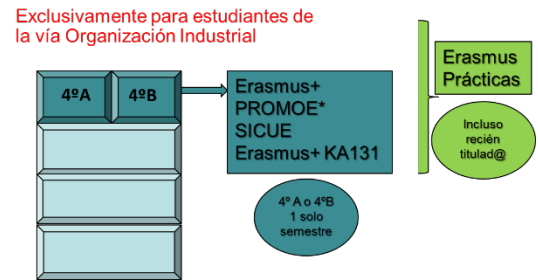 Exclusivamente para estudiantes de
la vía Organización Industrial
4ºA
4ºB
Erasmus+
PROMOE*
SICUE
Erasmus+ KA131
4º A o 4ºB
1 solo
semestre
Erasmus
Prácticas
Incluso
recién
titulad@